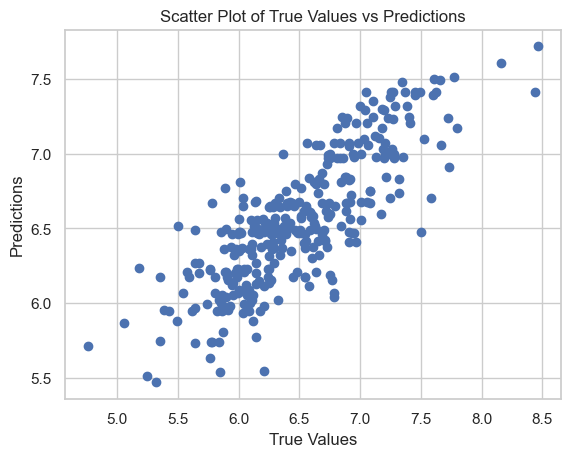 Scatter Plot of True Values vs Predictions
Predictions
7.5
7.0
6.5
6.0
5.5
5.0 5.5 6.0 6.5 7.0 7.5 8.0 8.5
True Values